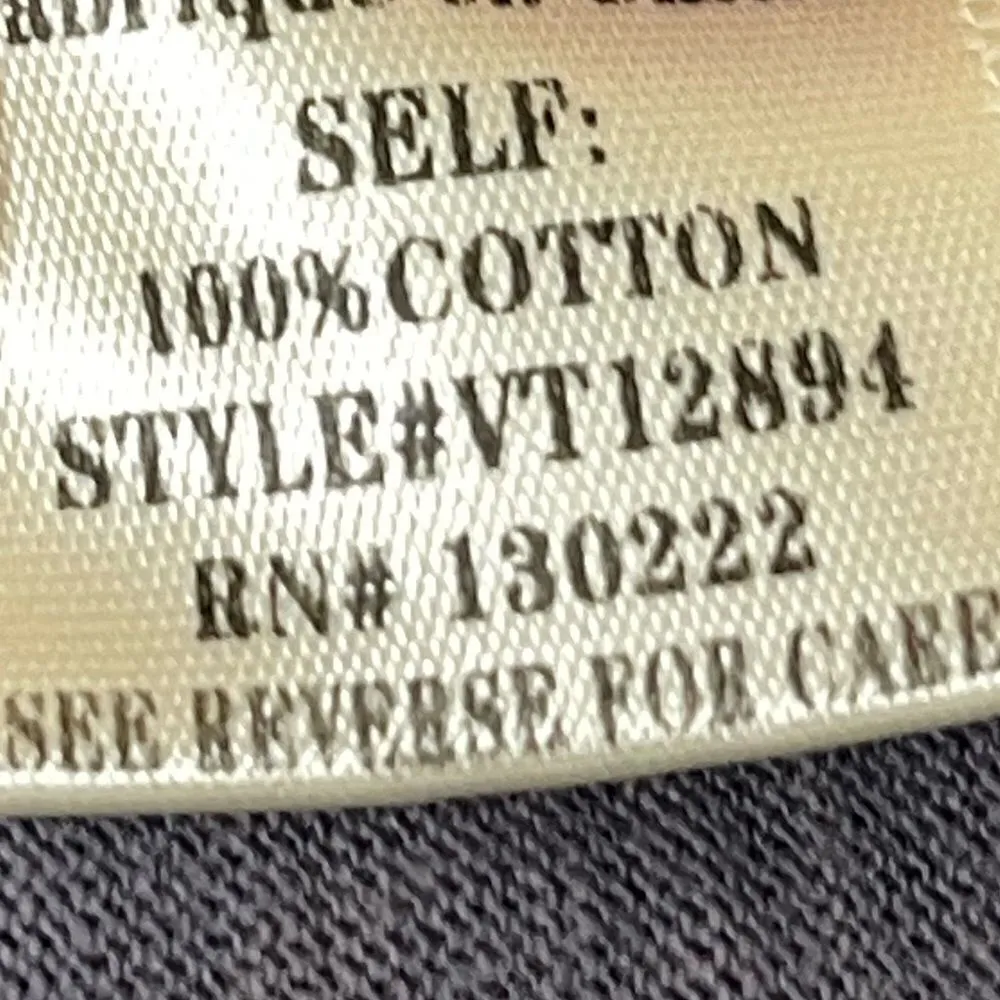 SELF:
100% COTTON
STYLE#VT12894
RN# 130222
SEE REVERSE FOR CARE